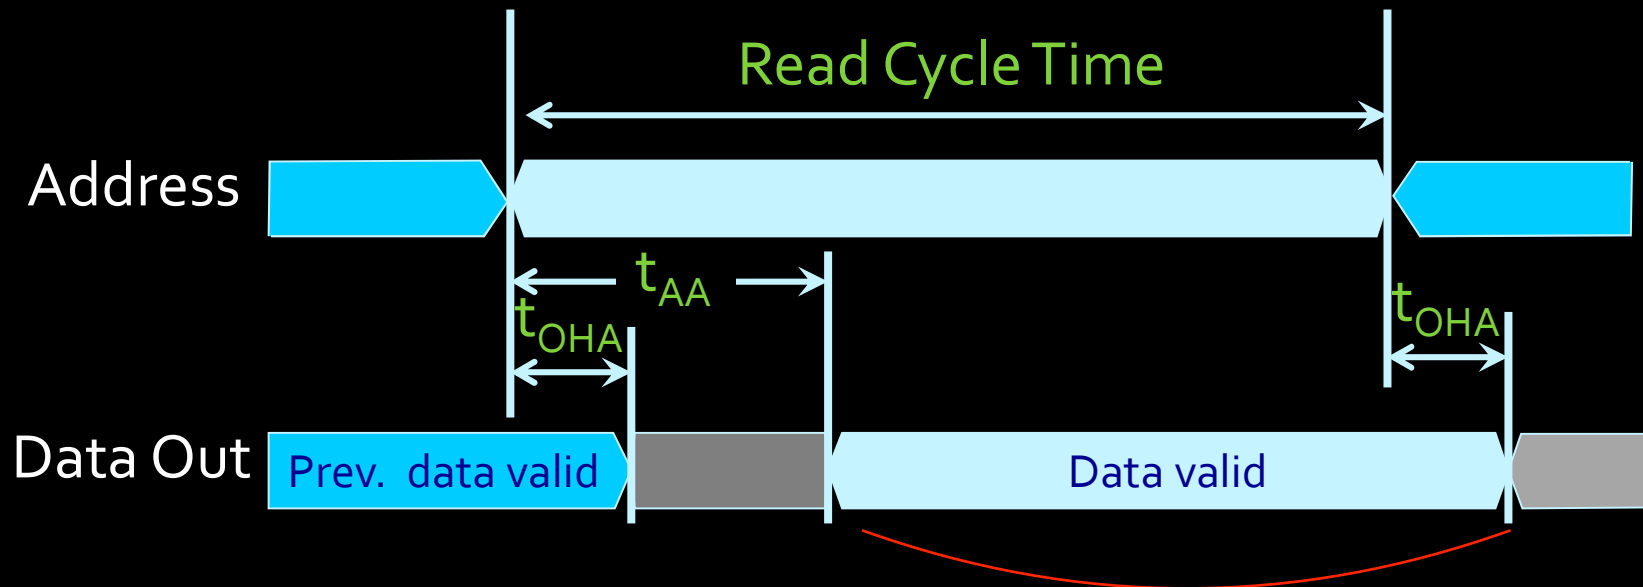 Read Cycle Time
Address
tAA
tOHA
tOHA
Data Out
Prev. data valid
Data valid